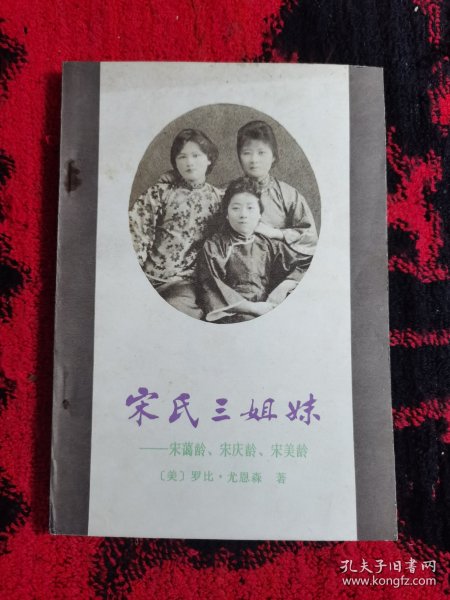 宋氏三姐妹
——宋蔼龄、宋庆龄、宋美龄
〔美〕罗比·尤恩森 著
孔夫子旧书网
www.kongfz.com